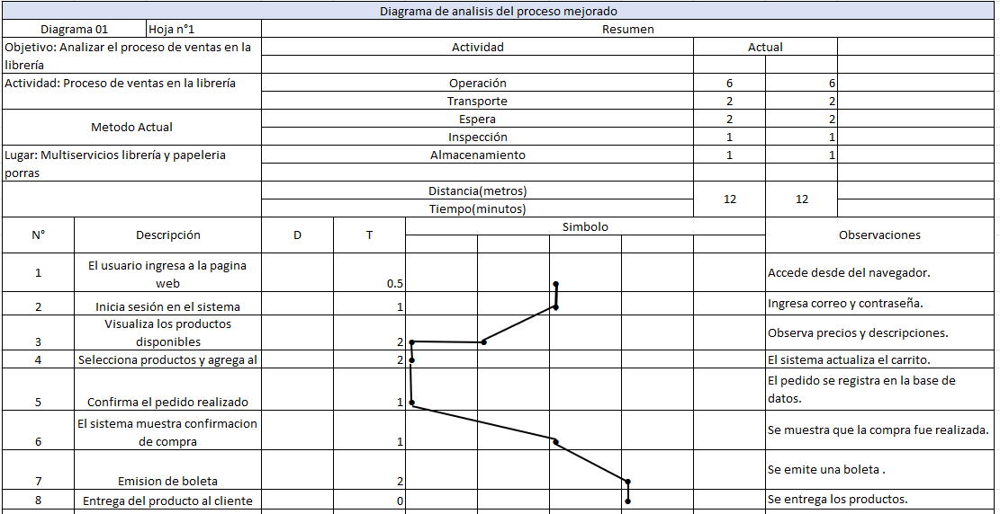 Diagrama de analisis del proceso mejorado
Diagrama 01 Hoja n°1 Resumen
Objetivo: Analizar el proceso de ventas en la
librería
Actividad Actual
Actividad: Proceso de ventas en la librería
Operación 6 6
Transporte 2 2
Metodo Actual
Espera 2 2
Inspección 1 1
Lugar: Multiservicios librería y papeleria
porras
Almacenamiento 1 1
Distancia(metros)
Tiempo(minutos)
12 12
N° Descripción D T Simbolo Observaciones
1 El usuario ingresa a la pagina
web
0.5 Accede desde del navegador.
2 Inicia sesión en el sistema 1 Ingresa correo y contraseña.
3 Visualiza los productos
disponibles
2 Observa precios y descripciones.
4 Selecciona productos y agrega al 2 El sistema actualiza el carrito.
5 Confirma el pedido realizado 1 El pedido se registra en la base de
datos.
6 El sistema muestra confirmacion
de compra
1 Se muestra que la compra fue realizada.
7 Emision de boleta 2 Se emite una boleta .
8 Entrega del producto al cliente 0 Se entrega los productos.